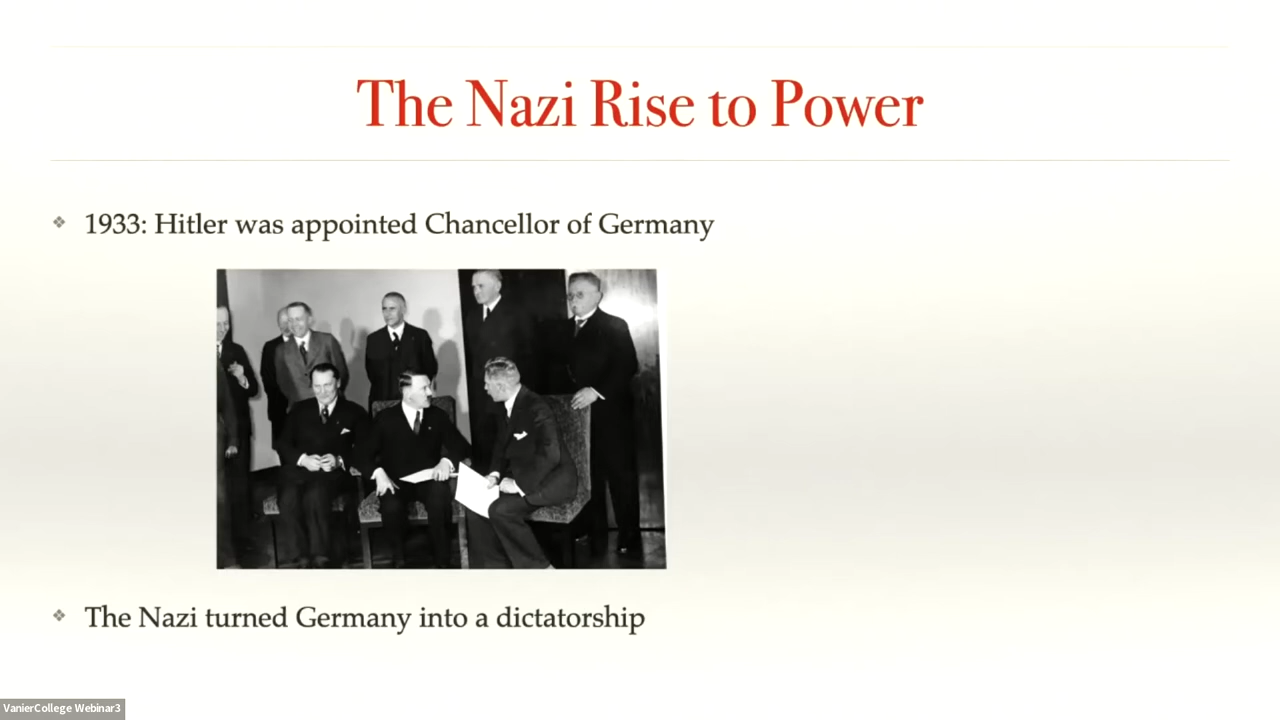 The Nazi Rise to Power
1933: Hitler was appointed Chancellor of Germany
The Nazi turned Germany into a dictatorship
VanierCollege Webinar3